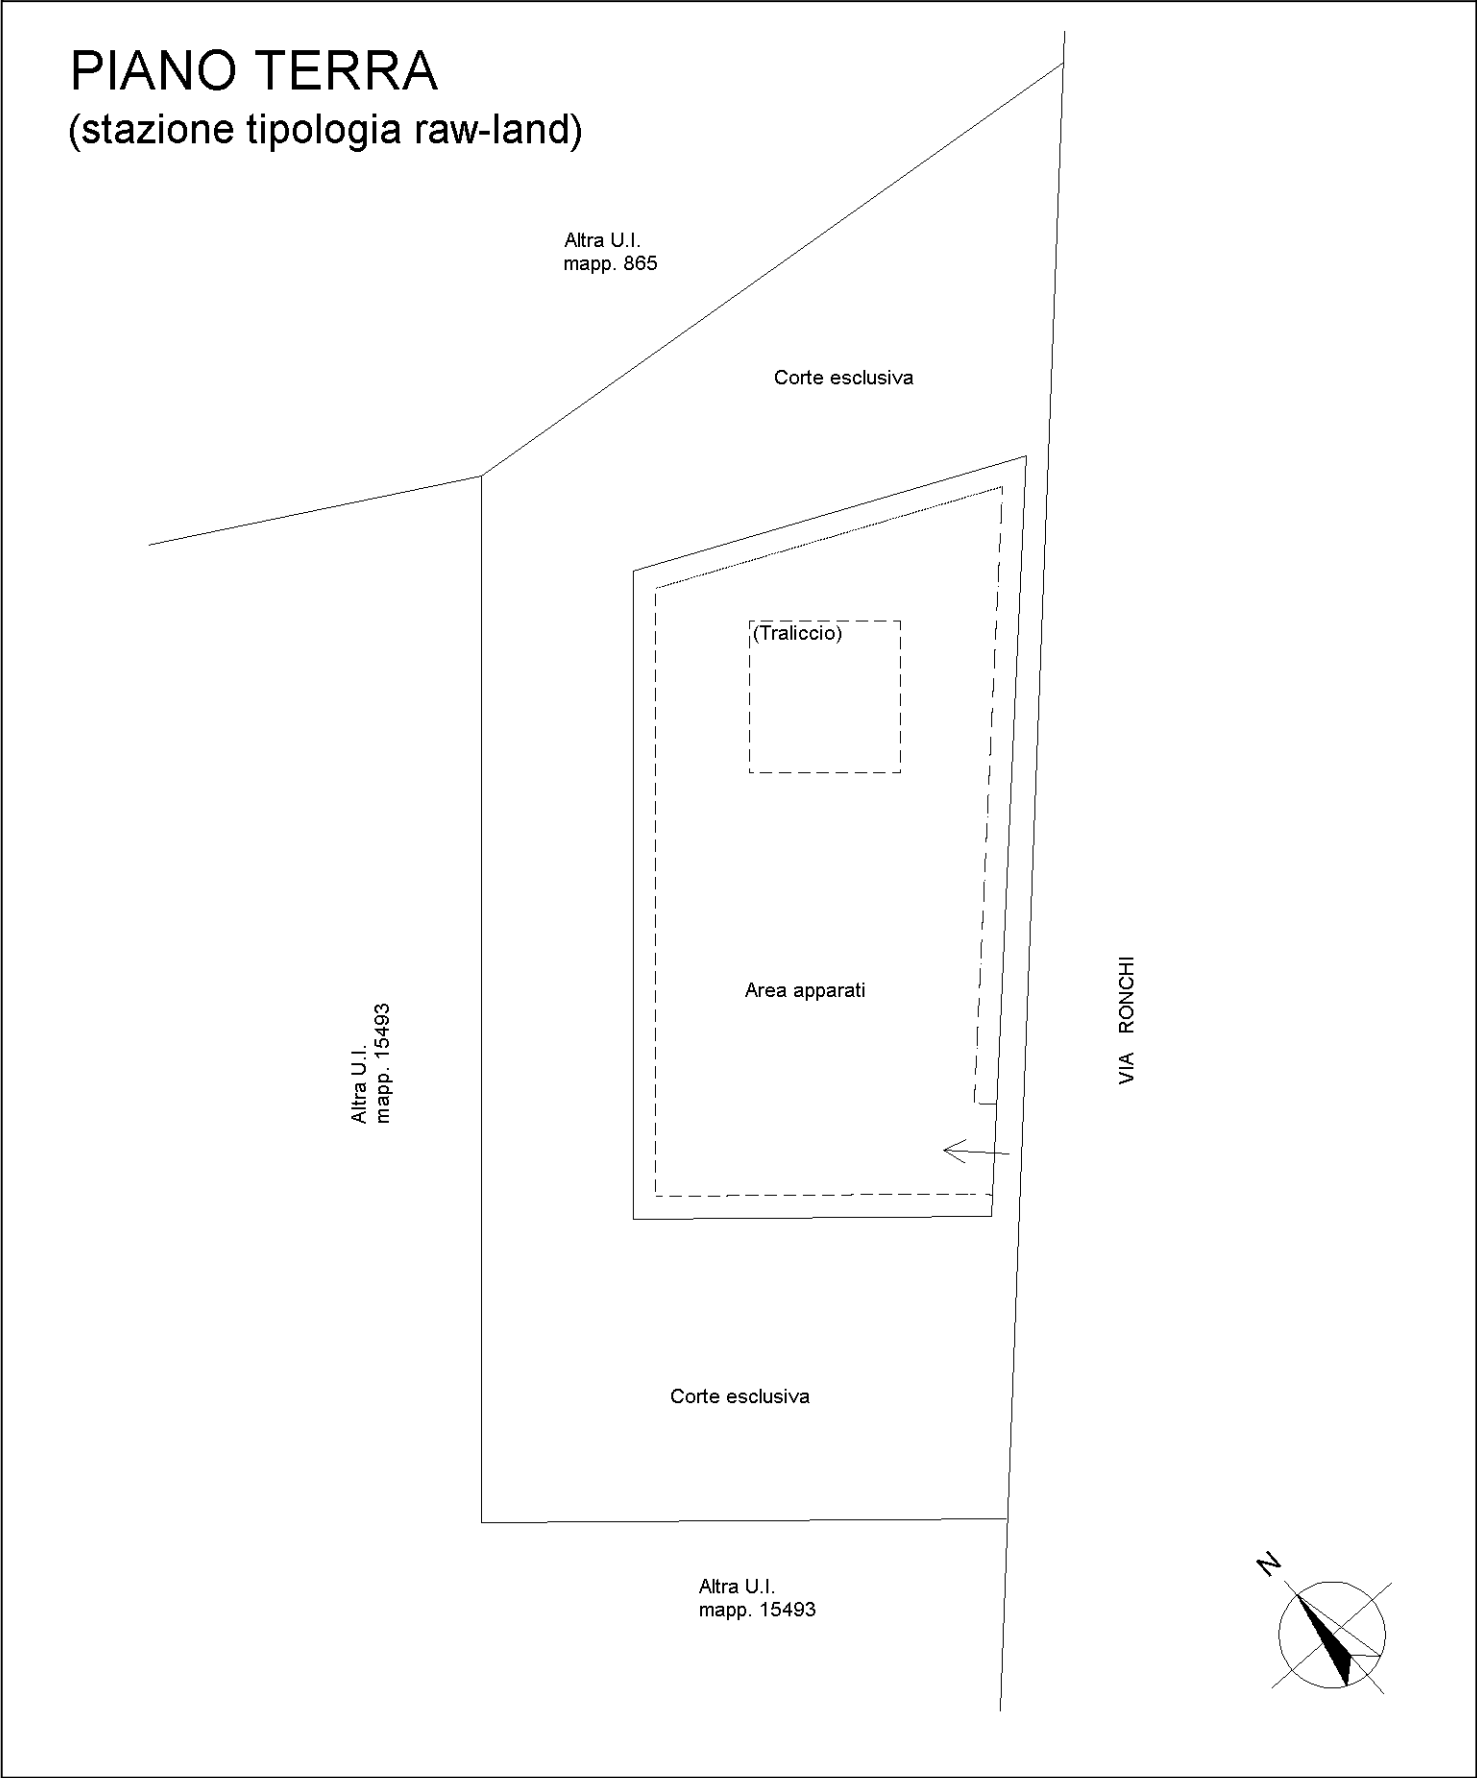 PIANO TERRA
(stazione tipologia raw-land)
Altra U.I.
mapp. 865
Corte esclusiva
(Traliccio)
Area apparati
VIA RONCHI
Altra U.I.
mapp. 15493
Corte esclusiva
Altra U.I.
mapp. 15493
N